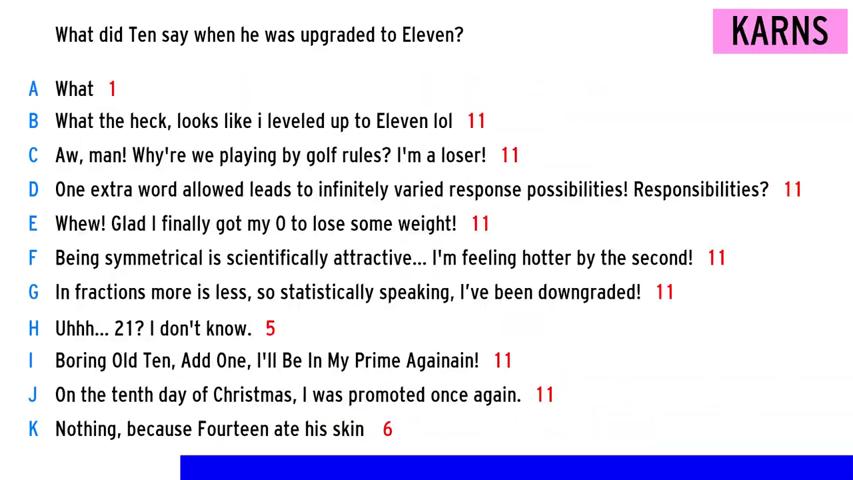 What did Ten say when he was upgraded to Eleven?
KARNS
A What 1
B What the heck, looks like i leveled up to Eleven lol 11
C Aw, man! Why're we playing by golf rules? I'm a loser! 11
D One extra word allowed leads to infinitely varied response possibilities! Responsibilities? 11
E Whew! Glad I finally got my 0 to lose some weight! 11
F Being symmetrical is scientifically attractive... I'm feeling hotter by the second! 11
G In fractions more is less, so statistically speaking, I've been downgraded! 11
H Uhhh... 21? I don't know. 5
I Boring Old Ten, Add One, I'll Be In My Prime Againain! 11
J On the tenth day of Christmas, I was promoted once again. 11
K Nothing, because Fourteen ate his skin 6